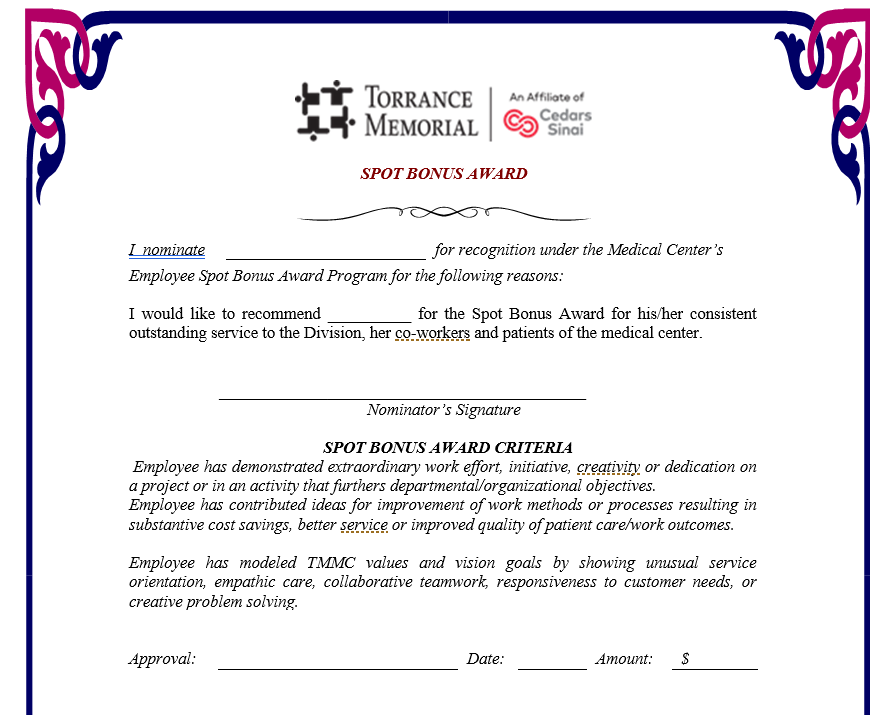 TORRANCE
MEMORIAL
An Affiliate of
Cedars
Sinai
SPOT BONUS AWARD
I nominate ____________________ for recognition under the Medical Center's
Employee Spot Bonus Award Program for the following reasons:
I would like to recommend __________ for the Spot Bonus Award for his/her consistent
outstanding service to the Division, her co-workers and patients of the medical center.
Nominator's Signature
SPOT BONUS AWARD CRITERIA
Employee has demonstrated extraordinary work effort, initiative, creativity or dedication on
a project or in an activity that furthers departmental/organizational objectives.
Employee has contributed ideas for improvement of work methods or processes resulting in
substantive cost savings, better service or improved quality of patient care/work outcomes.
Employee has modeled TMMC values and vision goals by showing unusual service
orientation, empathic care, collaborative teamwork, responsiveness to customer needs, or
creative problem solving.
Approval: ____________________ Date: _______ Amount: $ _______